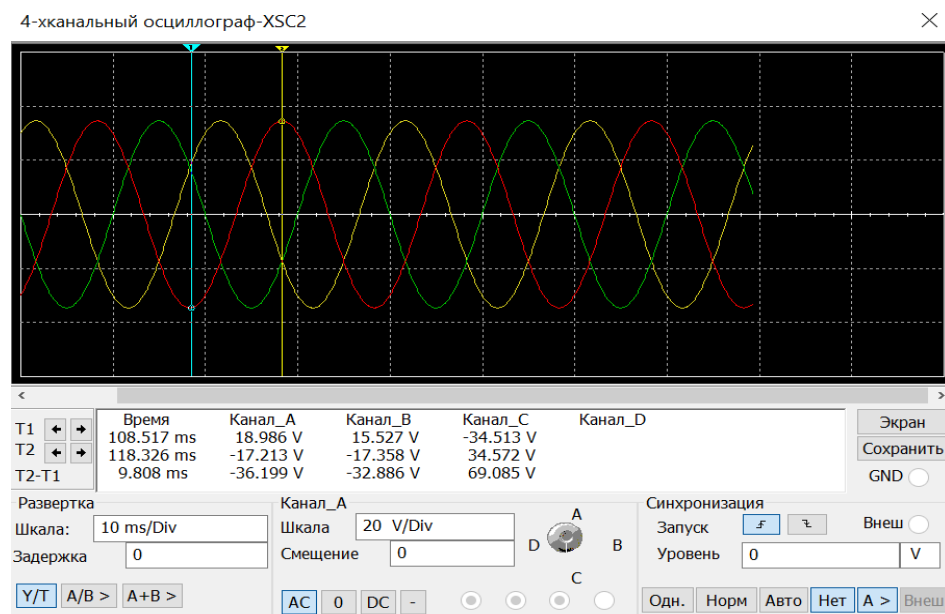 4-хканальный осциллограф-XSC2
1 2
Время Канал_A Канал_B Канал_C Канал_D
T1 108.517 ms 18.986 V 15.527 V -34.513 V
T2 118.326 ms -17.213 V -17.358 V 34.572 V
T2-T1 9.808 ms -36.199 V -32.886 V 69.085 V
Экран
Сохранить
GND
Развертка Канал_A Синхронизация
Шкала: 10 ms/Div Шкала 20 V/Div A Запуск Внеш
Задержка 0 Смещение 0 D B Уровень 0 V
C
Y/T A/B > A+B > AC 0 DC - Одн. Норм Авто Нет A > Внеш